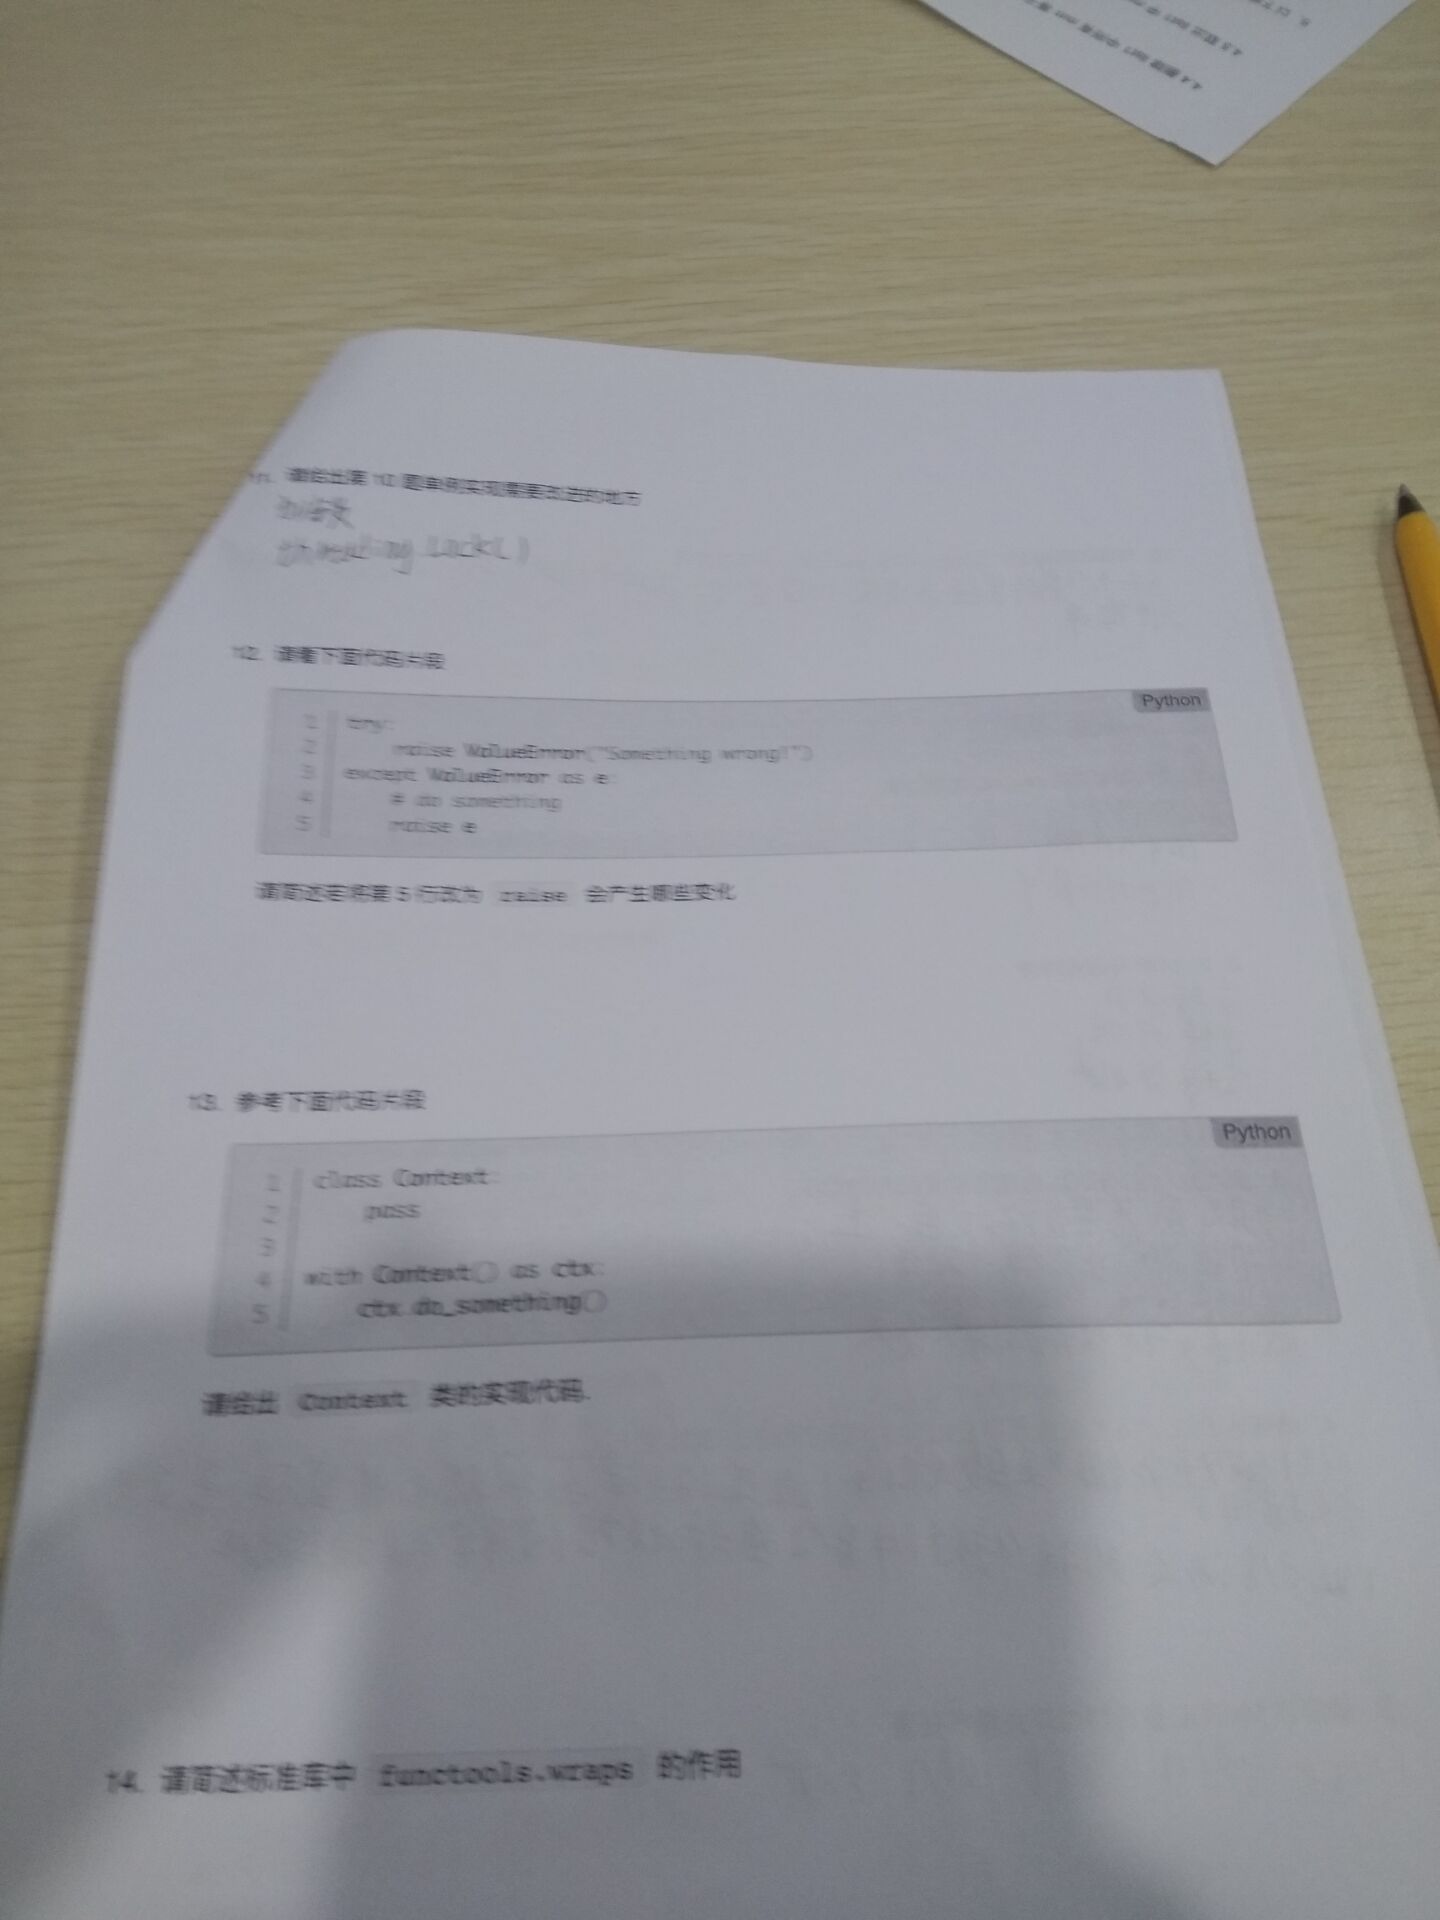 11. 请给出第 10 题单例实现需要改进的地方
加锁
threading.Lock()
12. 请看下面代码片段
Python
1 try:
2 raise ValueError("Something wrong!")
3 except ValueError as e:
4 # do something
5 raise e
请简述若将第 5 行改为 raise 会产生哪些变化
13. 参考下面代码片段
Python
1 class Context:
2 pass
3
4 with Context() as ctx:
5 ctx.do_something()
请给出 Context 类的实现代码.
14. 请简述标准库中 functools.wraps 的作用